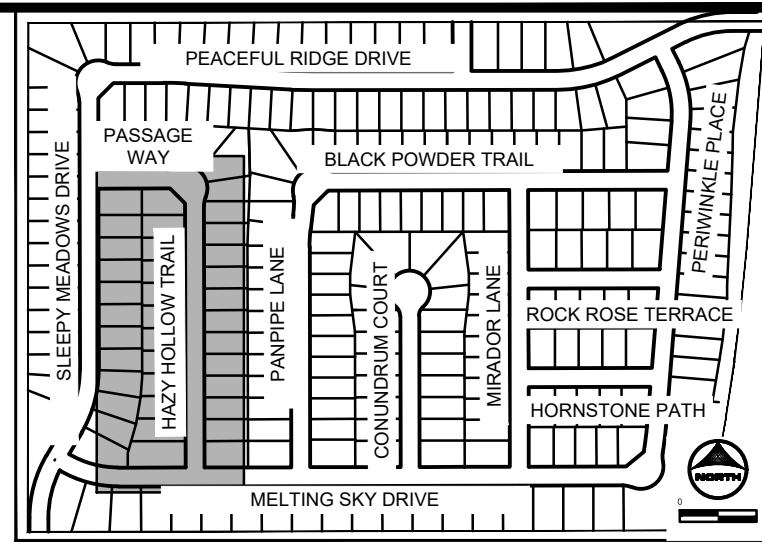 PEACEFUL RIDGE DRIVE
PASSAGE
WAY
BLACK POWDER TRAIL
SLEEPY MEADOWS DRIVE
HAZY HOLLOW TRAIL
PANPIPE LANE
CONUNDRUM COURT
MIRADOR LANE
PERIWINKLE PLACE
ROCK ROSE TERRACE
HORNSTONE PATH
MELTING SKY DRIVE
NORTH
0